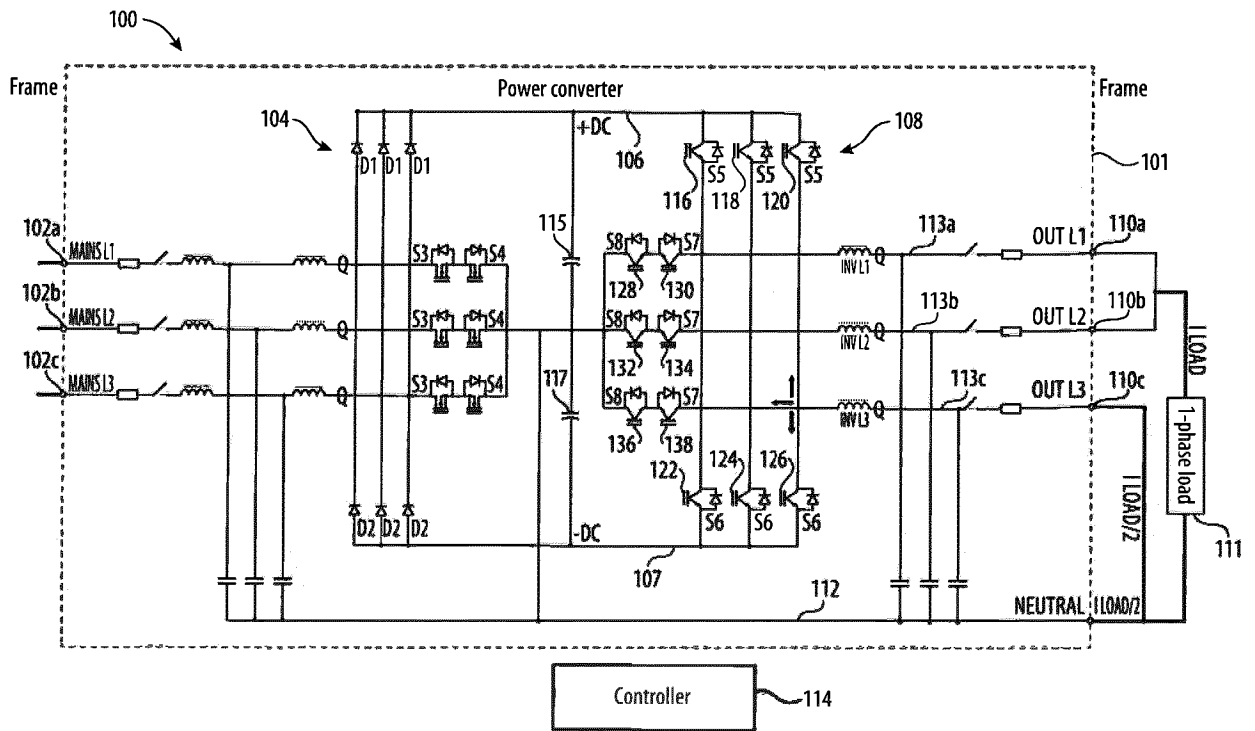 100
Frame
Power converter
Frame
104
+DC
106
108
101
D1 D1 D1
S5 S5 S5
116
118
120
102a
MAINS L1
115
113a
OUT L1
110a
S3 S4
S8 S7
INV L1
128
130
102b
MAINS L2
113b
OUT L2
110b
S3 S4
S8 S7
INV L2
132
134
I LOAD
102c
MAINS L3
117
113c
OUT L3
110c
S3 S4
S8 S7
INV L3
136
138
1-phase load
122
124
126
I LOAD/2
D2 D2 D2
-DC
S6 S6 S6
111
107
112
NEUTRAL
I LOAD/2
Controller
114